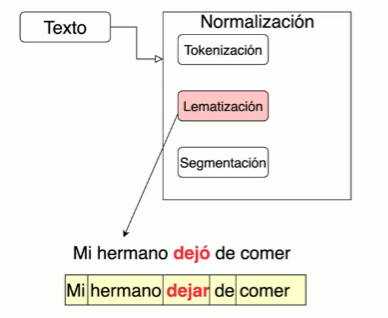 Texto
Normalización
Tokenización
Lematización
Segmentación
Mi hermano dejó de comer
Mi hermano dejar de comer